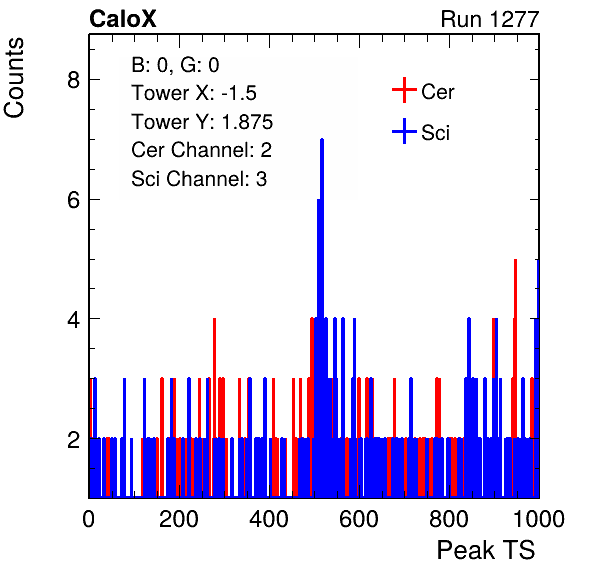 CaloX Run 1277
Counts
B: 0, G: 0
Tower X: -1.5
Tower Y: 1.875
Cer Channel: 2
Sci Channel: 3
Cer
Sci
8
6
4
2
0 200 400 600 800 1000
Peak TS